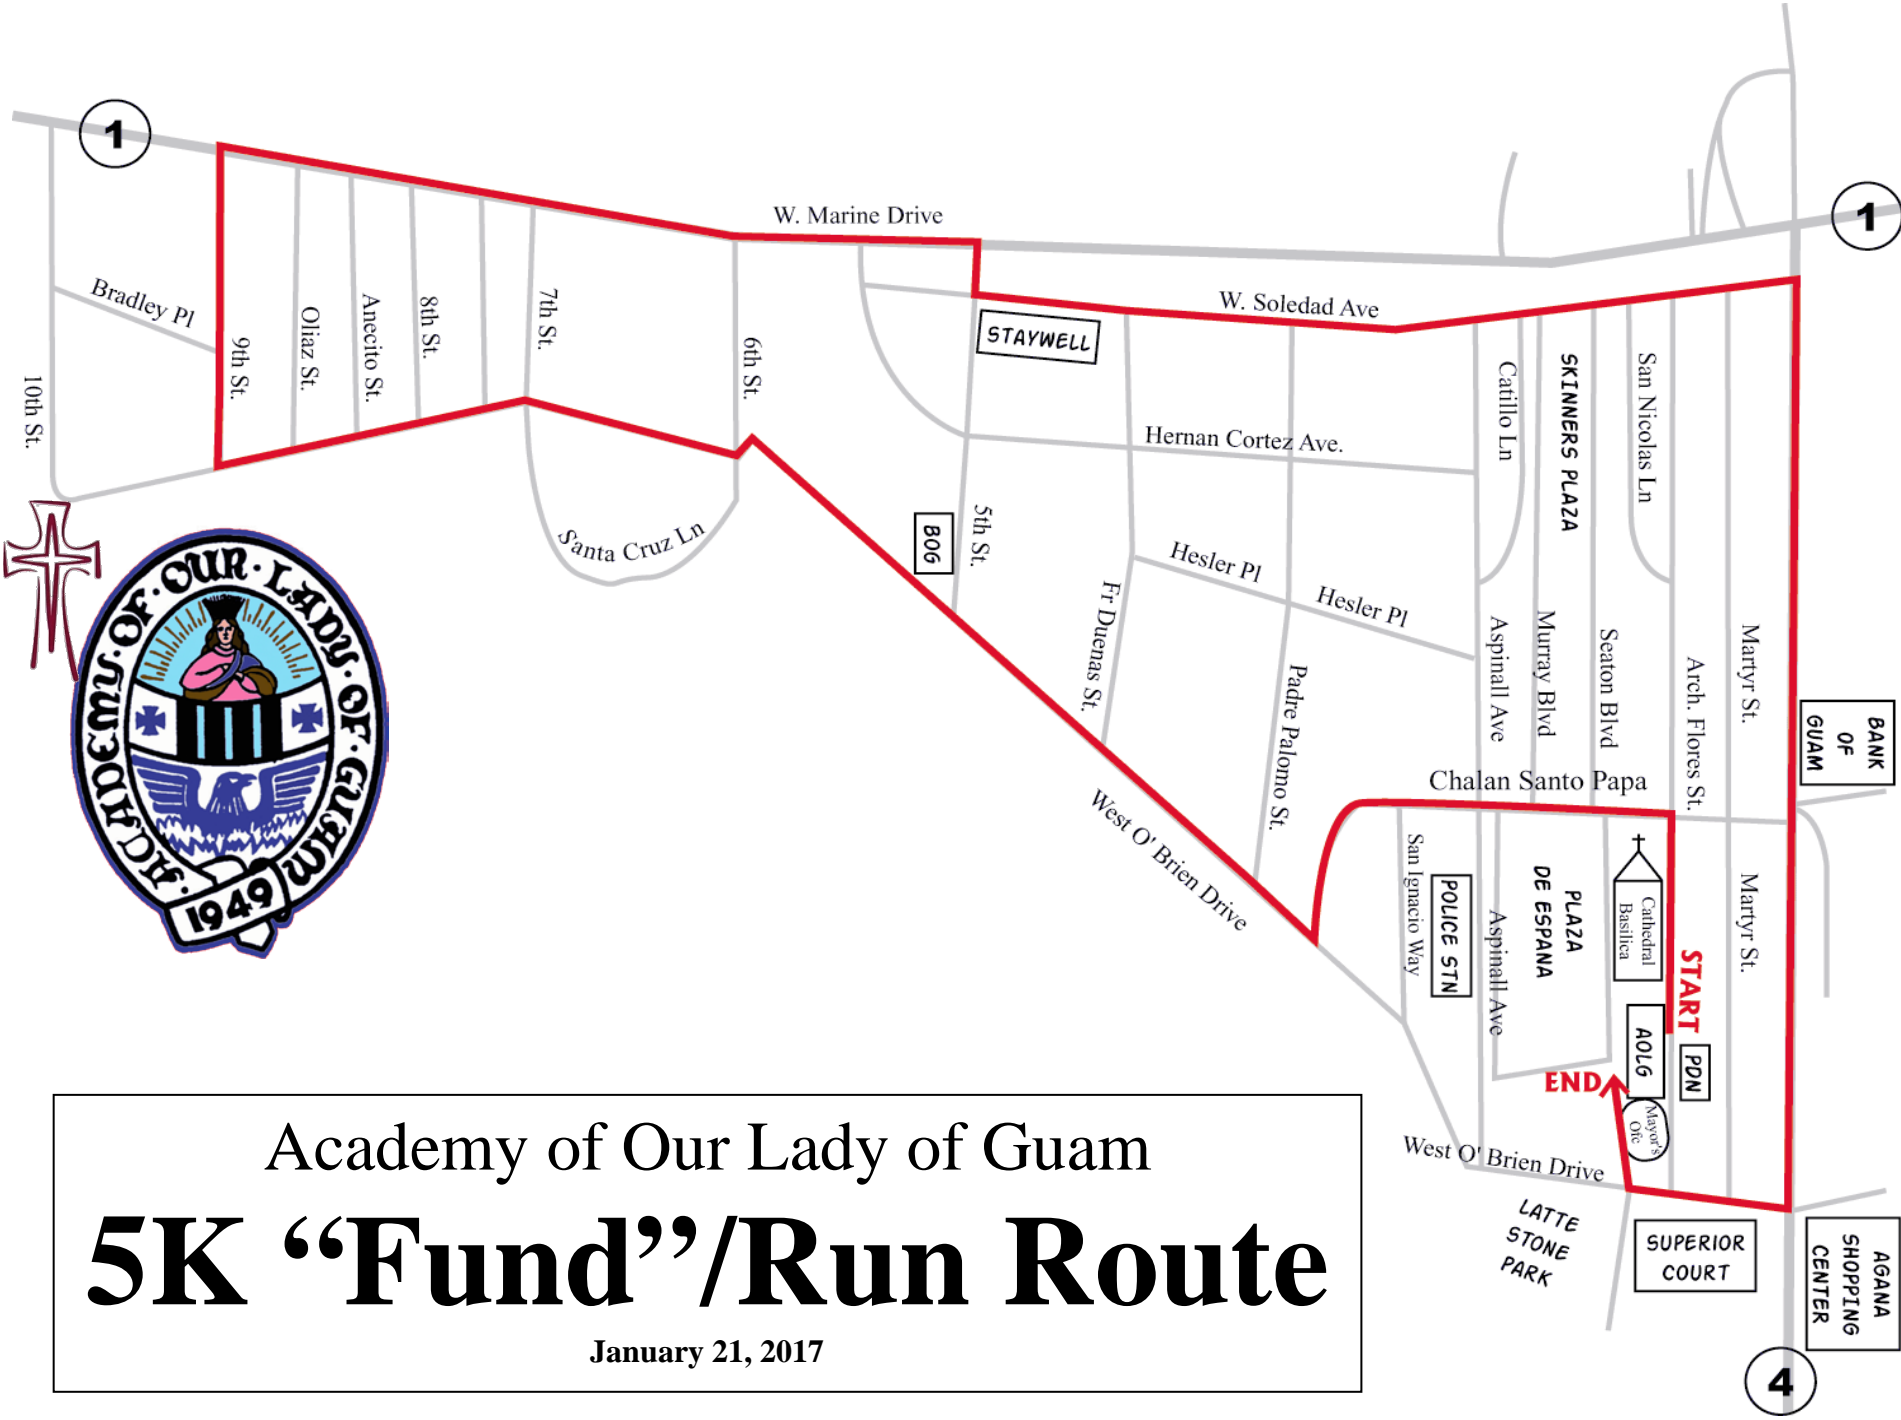 1
W. Marine Drive
1
Bradley Pl
10th St.
9th St.
Oliaz St.
Anecito St.
8th St.
7th St.
6th St.
STAYWELL
W. Soledad Ave
Catillo Ln
SKINNERS PLAZA
San Nicolas Ln
Hernan Cortez Ave.
BOG
5th St.
Santa Cruz Ln
Hesler Pl
Hesler Pl
Fr Duenas St.
Padre Palomo St.
Aspinall Ave
Murray Blvd
Seaton Blvd
Arch. Flores St.
Martyr St.
BANK
OF
GUAM
Chalan Santo Papa
West O' Brien Drive
San Ignacio Way
POLICE STN
Aspinall Ave
PLAZA
DE ESPANA
Cathedral
Basilica
START
Martyr St.
AOLG
PDN
END
Mayor's
Ofc
West O' Brien Drive
LATTE
STONE
PARK
SUPERIOR
COURT
AGANA
SHOPPING
CENTER
4
·ACADEMY·OF·OUR·LADY·OF·GUAM·
1949
Academy of Our Lady of Guam
5K “Fund”/Run Route
January 21, 2017